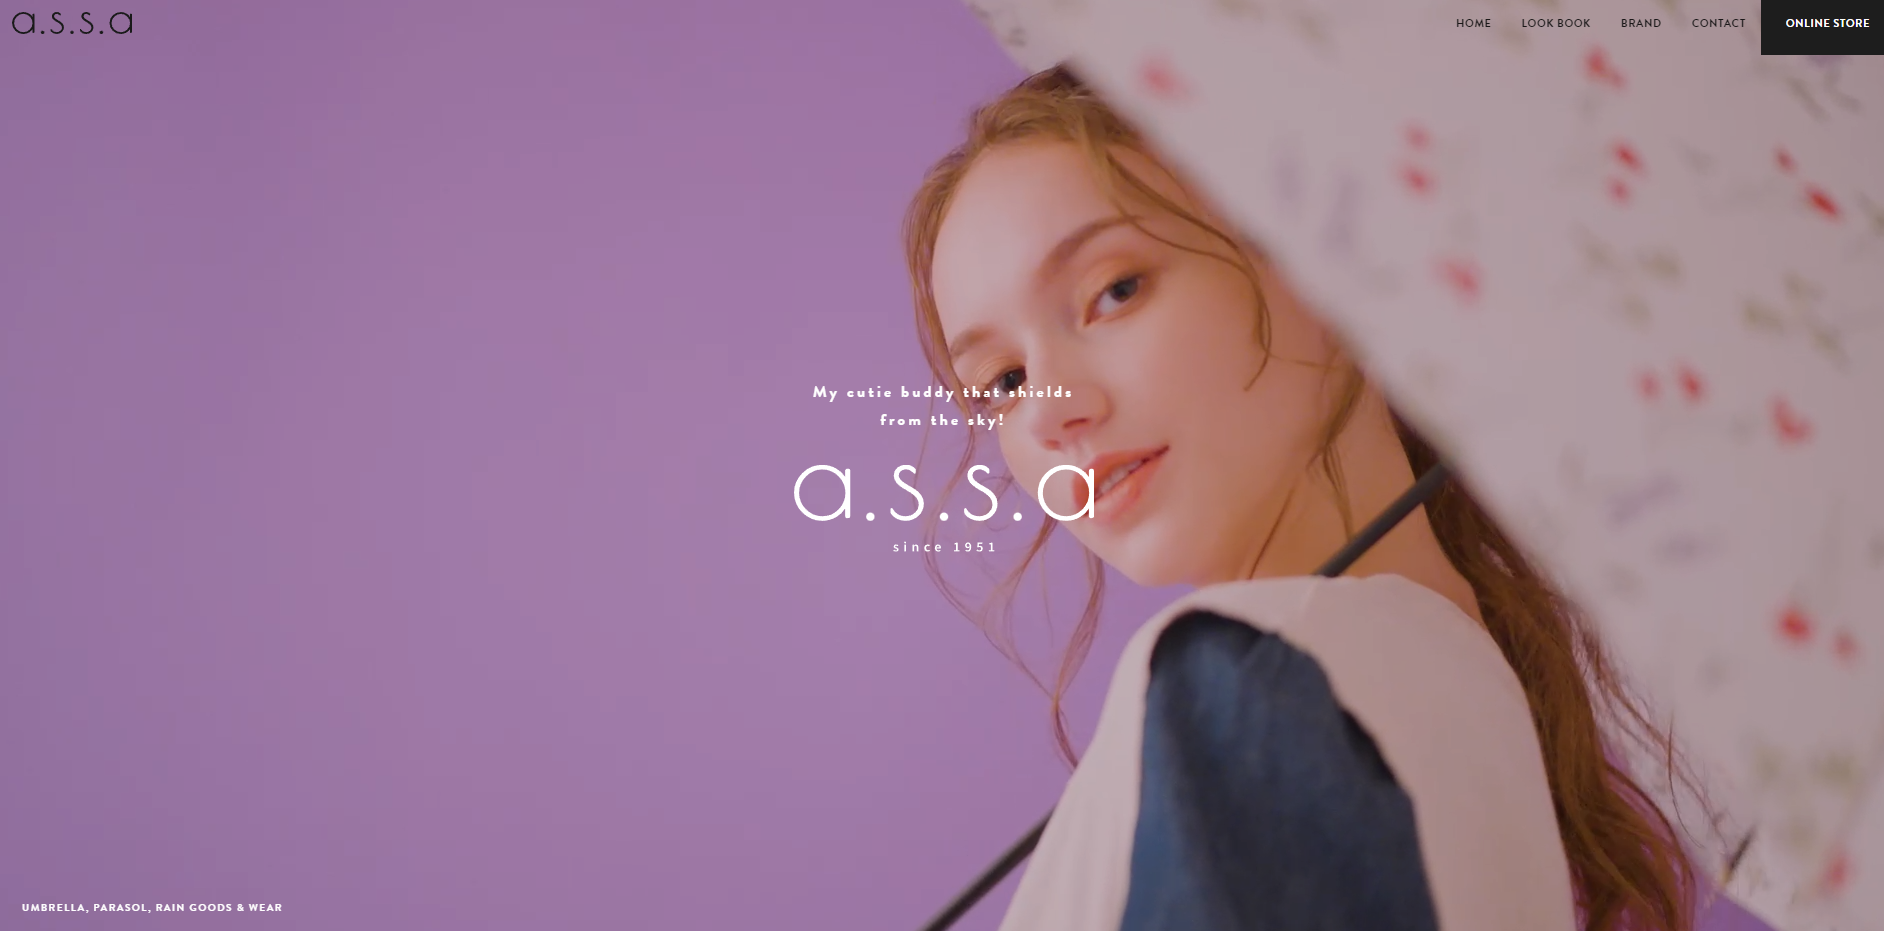 a.s.s.a
HOME LOOK BOOK BRAND CONTACT ONLINE STORE
My cutie buddy that shields
from the sky!
a.s.s.a
since 1951
UMBRELLA, PARASOL, RAIN GOODS & WEAR